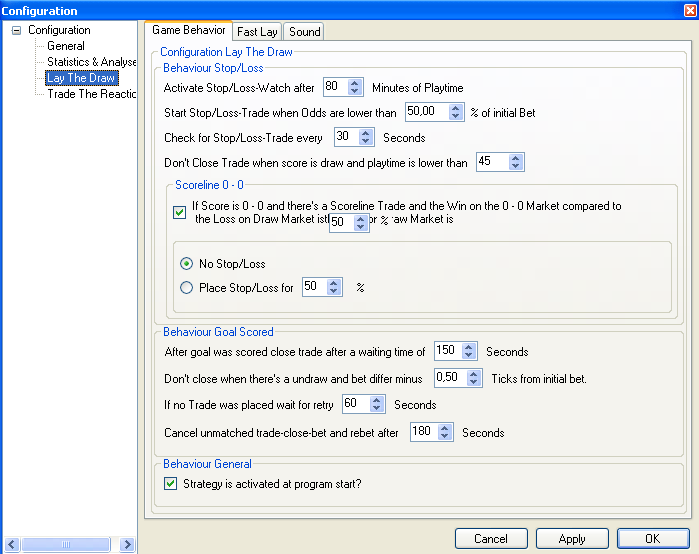 Configuration
Configuration
General
Statistics & Analyse
Lay The Draw
Trade The Reactic
Game Behavior
Fast Lay
Sound
Configuration Lay The Draw
Behaviour Stop/Loss
Activate Stop/Loss-Watch after 80 Minutes of Playtime
Start Stop/Loss-Trade when Odds are lower than 50,00 % of initial Bet
Check for Stop/Loss-Trade every 30 Seconds
Don't Close Trade when score is draw and playtime is lower than 45
Scoreline 0 - 0
If Score is 0 - 0 and there's a Scoreline Trade and the Win on the 0 - 0 Market compared to
the Loss on Draw Market 50 % Market is
No Stop/Loss
Place Stop/Loss for 50 %
Behaviour Goal Scored
After goal was scored close trade after a waiting time of 150 Seconds
Don't close when there's a undraw and bet differ minus 0,50 Ticks from initial bet.
If no Trade was placed wait for retry 60 Seconds
Cancel unmatched trade-close-bet and rebet after 180 Seconds
Behaviour General
Strategy is activated at program start?
Cancel
Apply
OK